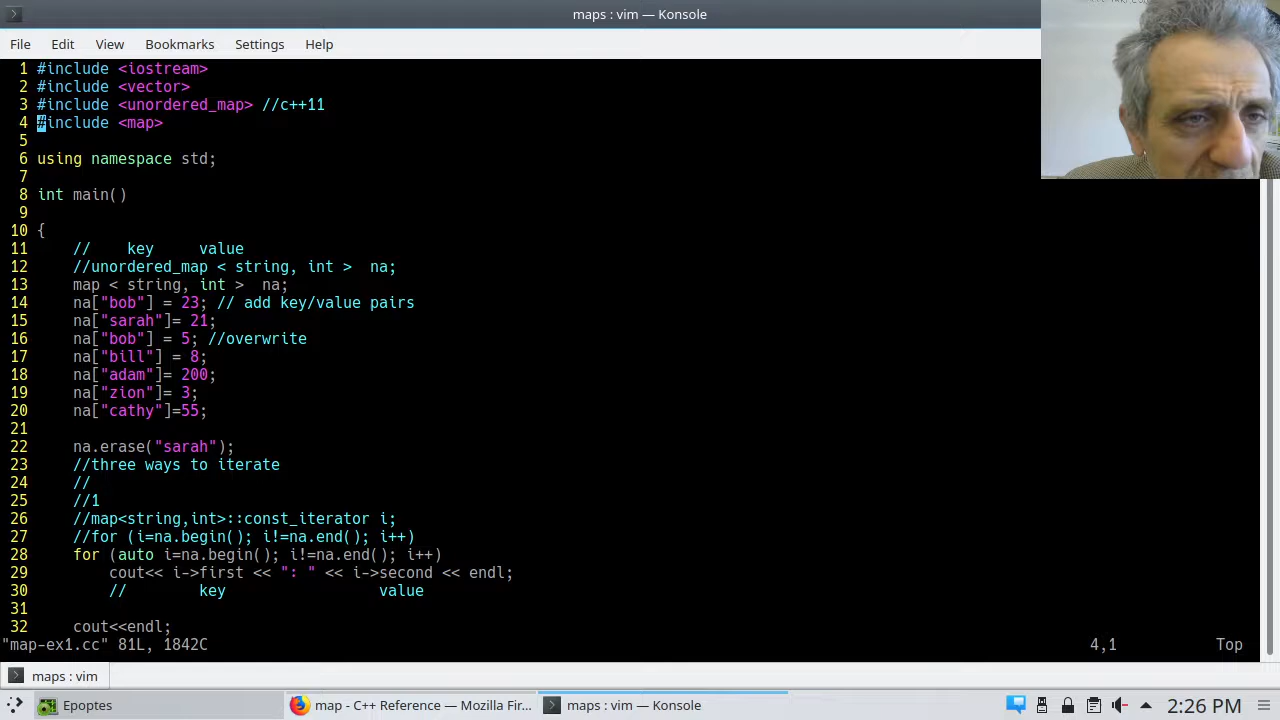 maps : vim — Konsole
File Edit View Bookmarks Settings Help
1 #include <iostream>
2 #include <vector>
3 #include <unordered_map> //c++11
4 #include <map>
5
6 using namespace std;
7
8 int main()
9
10 {
11     //    key     value
12     //unordered_map < string, int >  na;
13     map < string, int >  na;
14     na["bob"] = 23; // add key/value pairs
15     na["sarah"]= 21;
16     na["bob"] = 5; //overwrite
17     na["bill"] = 8;
18     na["adam"]= 200;
19     na["zion"]= 3;
20     na["cathy"]=55;
21
22     na.erase("sarah");
23     //three ways to iterate
24     //
25     //1
26     //map<string,int>::const_iterator i;
27     //for (i=na.begin(); i!=na.end(); i++)
28     for (auto i=na.begin(); i!=na.end(); i++)
29         cout<< i->first << ": " << i->second << endl;
30         //        key                 value
31
32     cout<<endl;
"map-ex1.cc" 81L, 1842C 4,1 Top
maps : vim
Epoptes map - C++ Reference — Mozilla Fir... maps : vim — Konsole 2:26 PM